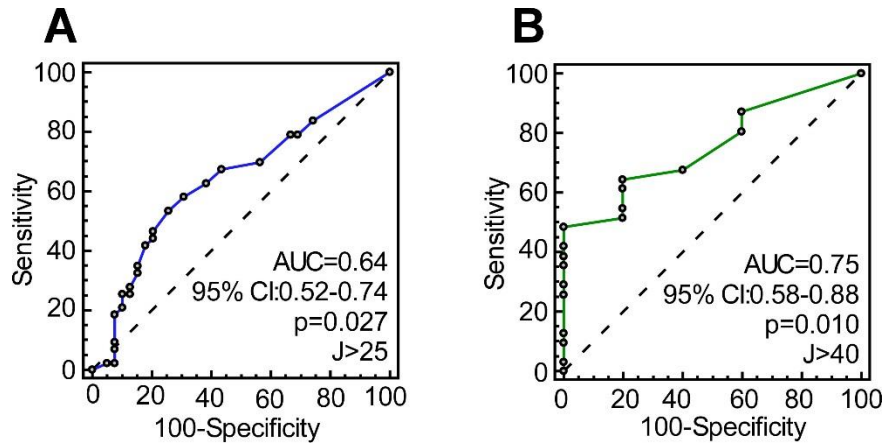 A
100
80
60
40
20
0
Sensitivity
AUC=0.64
95% CI:0.52-0.74
p=0.027
J>25
0 20 40 60 80 100
100-Specificity
B
100
80
60
40
20
0
Sensitivity
AUC=0.75
95% CI:0.58-0.88
p=0.010
J>40
0 20 40 60 80 100
100-Specificity